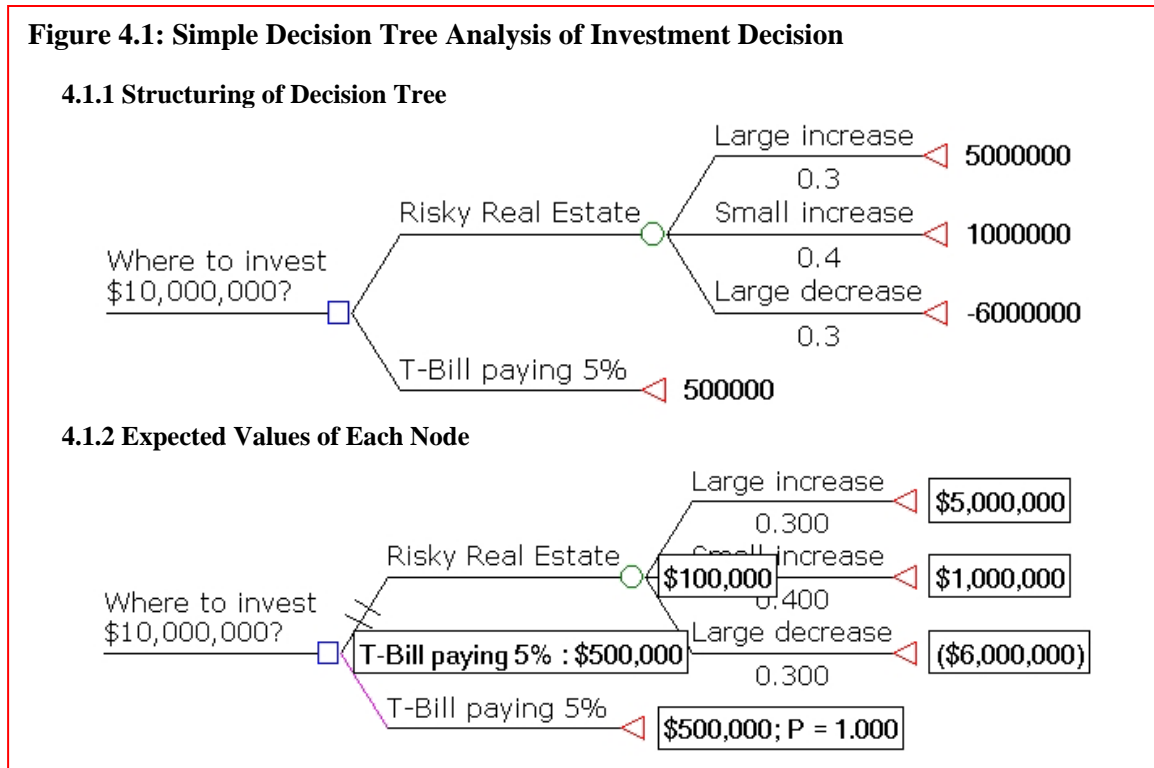 Figure 4.1: Simple Decision Tree Analysis of Investment Decision
4.1.1 Structuring of Decision Tree
Large increase
5000000
0.3
Risky Real Estate
Small increase
1000000
0.4
Where to invest
$10,000,000?
Large decrease
-6000000
0.3
T-Bill paying 5%
500000
4.1.2 Expected Values of Each Node
Large increase
$5,000,000
0.300
Risky Real Estate
Small increase
$100,000
$1,000,000
0.400
Where to invest
$10,000,000?
Large decrease
T-Bill paying 5% : $500,000
($6,000,000)
0.300
T-Bill paying 5%
$500,000; P = 1.000